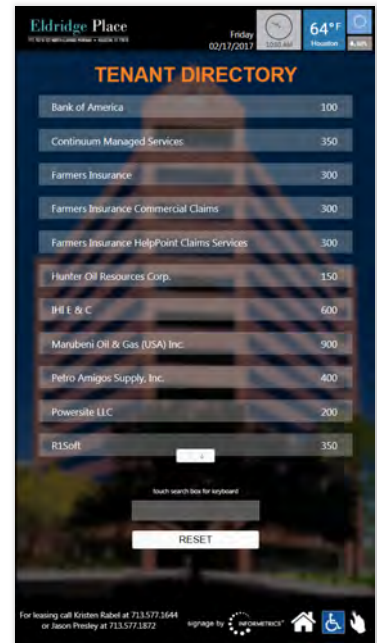 Eldridge Place
Friday
02/17/2017
10:50 AM
64°F
Houston
TENANT DIRECTORY
Bank of America 100
Continuum Managed Services 350
Farmers Insurance 300
Farmers Insurance Commercial Claims 300
Farmers Insurance HelpPoint Claims Services 300
Hunter Oil Resources Corp. 150
IHI E & C 600
Marubeni Oil & Gas (USA) Inc. 900
Petro Amigos Supply, Inc. 400
Powersite LLC 200
R1Soft 350
touch search box for keyboard
RESET
For leasing call Kristen Rabel at 713.577.1644
or Jason Presley at 713.577.1872
signage by INFORMETRICS